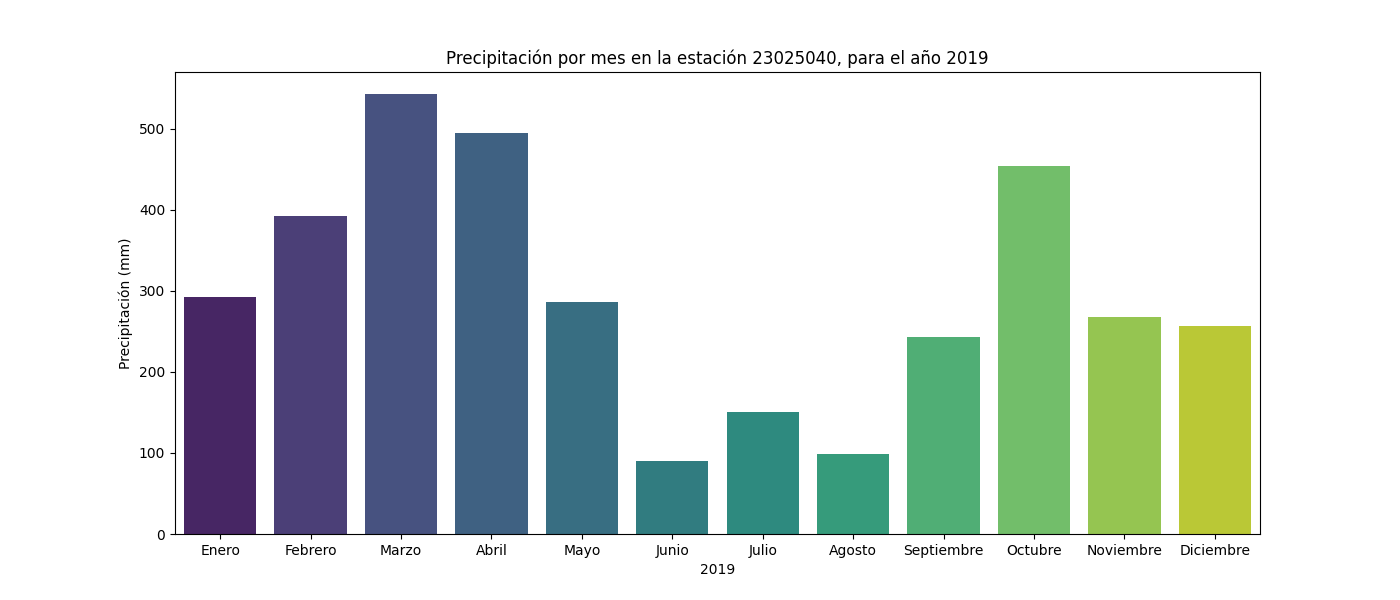 Precipitación por mes en la estación 23025040, para el año 2019
Precipitación (mm)
500
400
300
200
100
0
Enero Febrero Marzo Abril Mayo Junio Julio Agosto Septiembre Octubre Noviembre Diciembre
2019